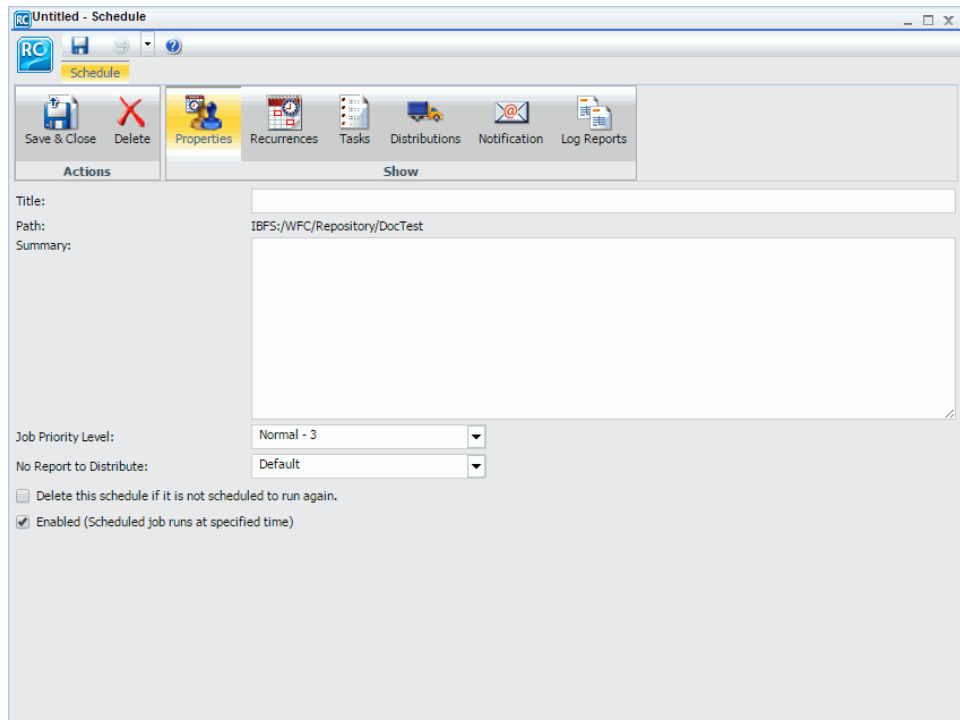 RC Untitled - Schedule
RC
Schedule
Save & Close Delete Properties Recurrences Tasks Distributions Notification Log Reports
Actions Show
Title:
Path: IBFS:/WFC/Repository/DocTest
Summary:
Job Priority Level: Normal - 3
No Report to Distribute: Default
Delete this schedule if it is not scheduled to run again.
Enabled (Scheduled job runs at specified time)